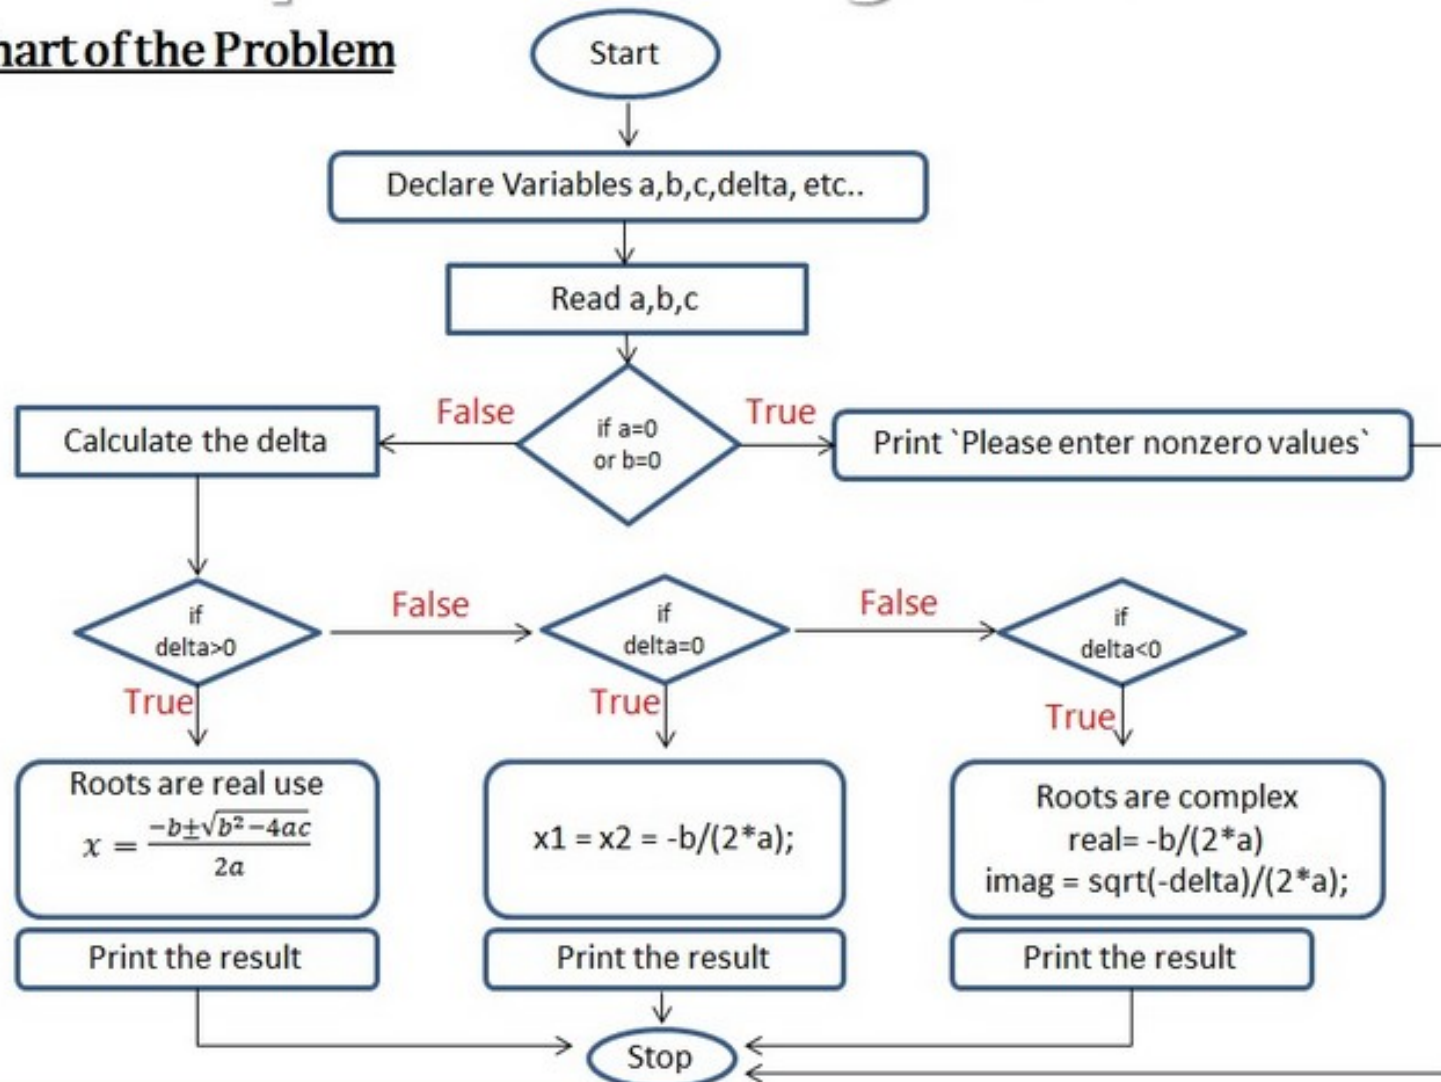 hart of the Problem
Start
Declare Variables a,b,c,delta, etc..
Read a,b,c
False
True
if a=0
or b=0
Calculate the delta
Print `Please enter nonzero values`
if
delta>0
False
if
delta=0
False
if
delta<0
True
True
True
Roots are real use
x = \frac{-b±\sqrt{b²-4ac}}{2a}
x1 = x2 = -b/(2*a);
Roots are complex
real= -b/(2*a)
imag = sqrt(-delta)/(2*a);
Print the result
Print the result
Print the result
Stop